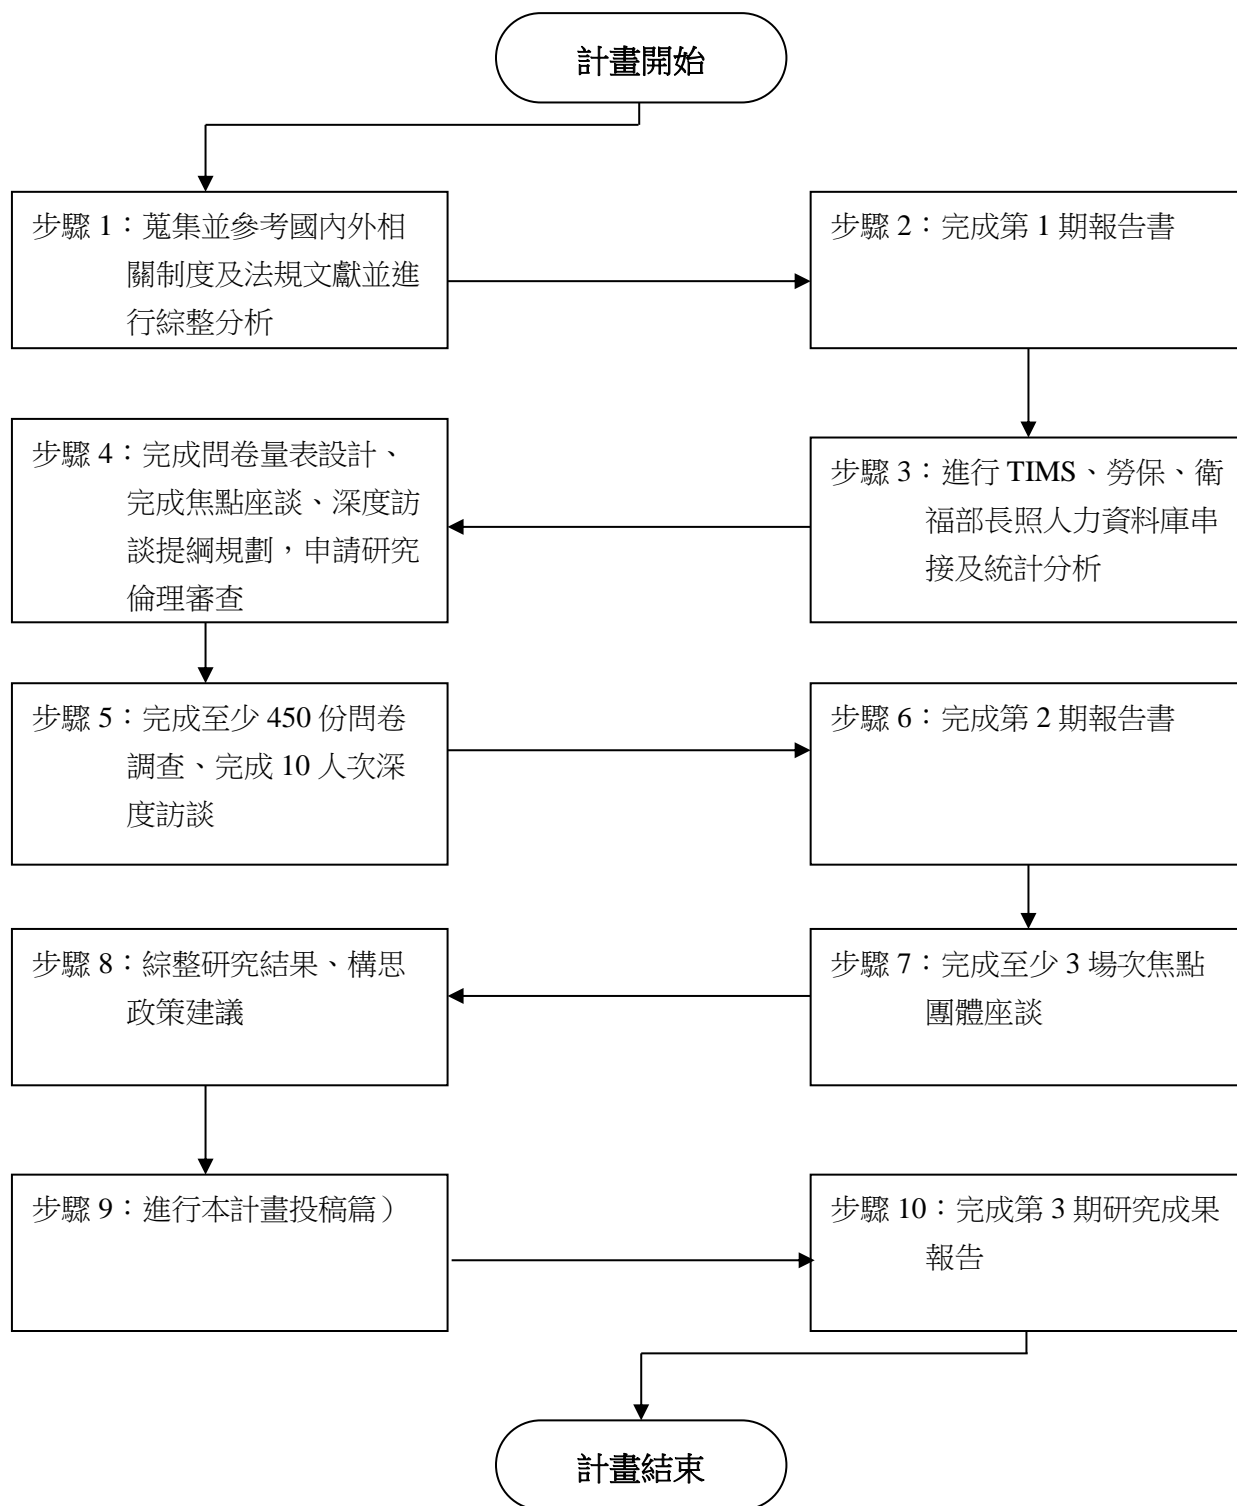 計畫開始
步驟 1：蒐集並參考國內外相
關制度及法規文獻並進
行綜整分析
步驟 2：完成第 1 期報告書
步驟 3：進行 TIMS、勞保、衛
福部長照人力資料庫串
接及統計分析
步驟 4：完成問卷量表設計、
完成焦點座談、深度訪
談提綱規劃，申請研究
倫理審查
步驟 5：完成至少 450 份問卷
調查、完成 10 人次深
度訪談
步驟 6：完成第 2 期報告書
步驟 7：完成至少 3 場次焦點
團體座談
步驟 8：綜整研究結果、構思
政策建議
步驟 9：進行本計畫投稿篇）
步驟 10：完成第 3 期研究成果
報告
計畫結束